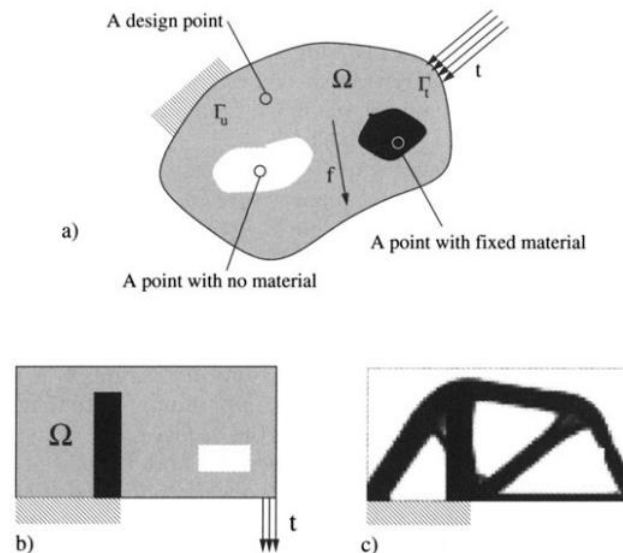 A design point
t
Ω
Γt
Γu
f
a)
A point with fixed material
A point with no material
Ω
t
b)
c)